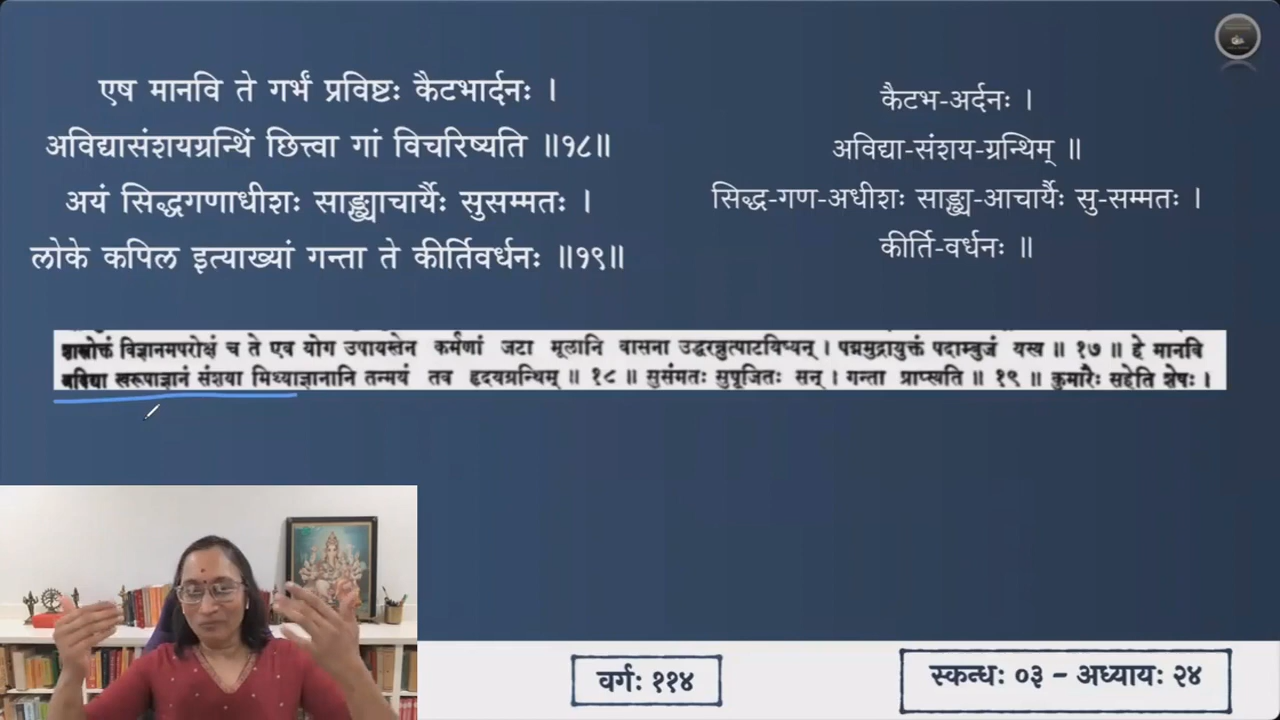 एष मानवि ते गर्भं प्रविष्टः कैटभार्दनः ।
अविद्यासंशयग्रन्थिं छित्त्वा गां विचरिष्यति ॥१८॥
अयं सिद्धगणाधीशः साङ्ख्याचार्यैः सुसम्मतः ।
लोके कपिल इत्याख्यां गन्ता ते कीर्तिवर्धनः ॥१९॥
कैटभ-अर्दनः ।
अविद्या-संशय-ग्रन्थिम् ॥
सिद्ध-गण-अधीशः साङ्ख्य-आचार्यैः सु-सम्मतः ।
कीर्ति-वर्धनः ॥
शास्त्रोक्तं विज्ञानमपरोक्षं च ते एव योग उपायस्तेन कर्मणां जटा मूलानि वासना उद्धरन्नुत्पाटयिष्यन् । पद्ममुद्रायुक्तं पदाम्बुजं यस्य ॥ १७ ॥ हे मानवि
अविद्या स्वरूपाज्ञानं संशया मिथ्याज्ञानानि तन्मयं तव हृदयग्रन्थिम् ॥ १८ ॥ सुसंमतः सुपूजितः सन् । गन्ता प्राप्स्यति ॥ १९ ॥ कुमारैः सहेति शेषः ।
वर्गः ११४
स्कन्धः ०३ - अध्यायः २४